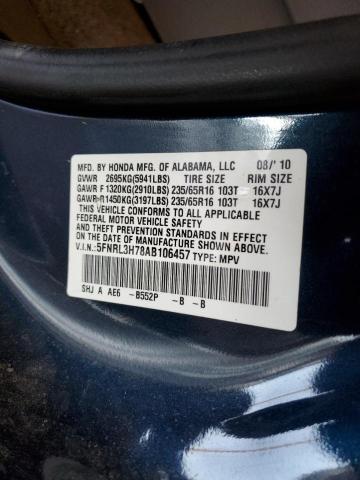 MFD. BY HONDA MFG. OF ALABAMA, LLC 08/'10
GVWR 2695KG(5941LBS) TIRE SIZE RIM SIZE
GAWR F 1320KG(2910LBS) 235/65R16 103T 16X7J
GAWR R 1450KG(3197LBS) 235/65R16 103T 16X7J
THIS VEHICLE CONFORMS TO ALL APPLICABLE
FEDERAL MOTOR VEHICLE SAFETY AND
THEFT PREVENTION STANDARDS IN EFFECT ON
THE DATE OF MANUFACTURE SHOWN ABOVE.
V.I.N.:5FNRL3H78AB106457 TYPE: MPV
SHJ A AE6 -B552P -B -B